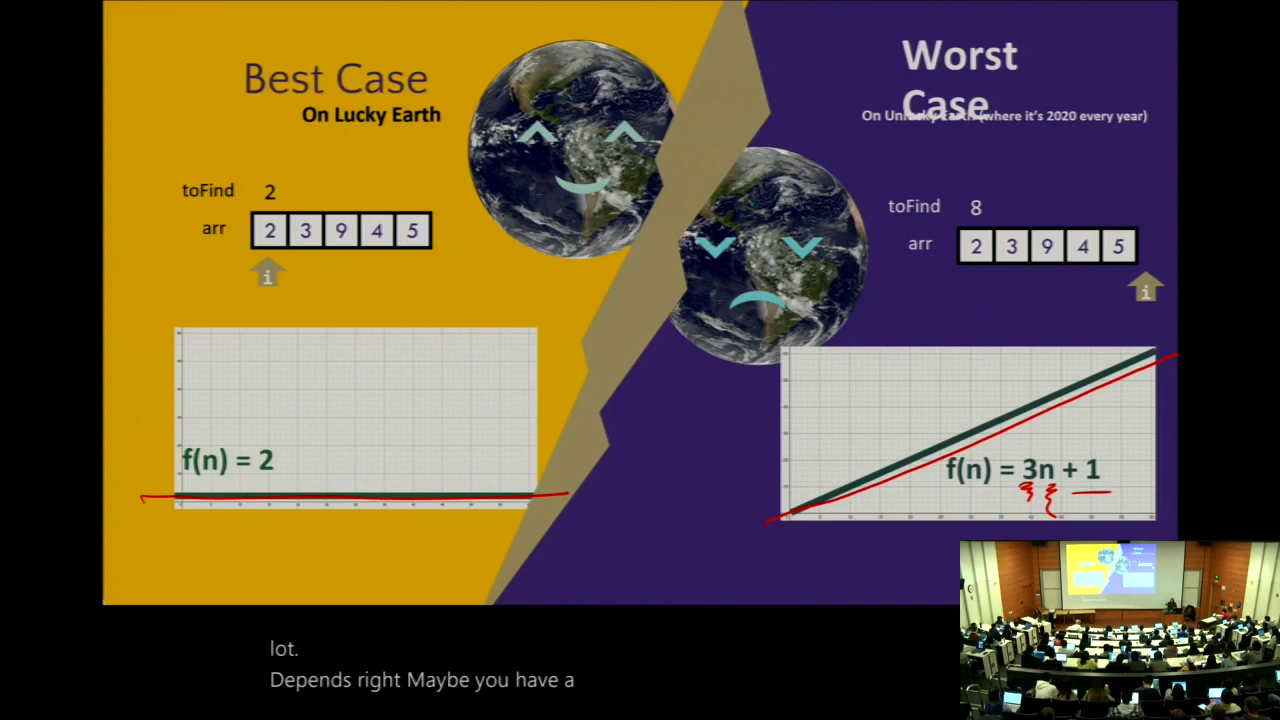 Best Case
On Lucky Earth
toFind 2
arr 2 3 9 4 5
i
f(n) = 2
Worst
Case
On Unlucky Earth (where it's 2020 every year)
toFind 8
arr 2 3 9 4 5
i
f(n) = 3n + 1
lot.
Depends right Maybe you have a